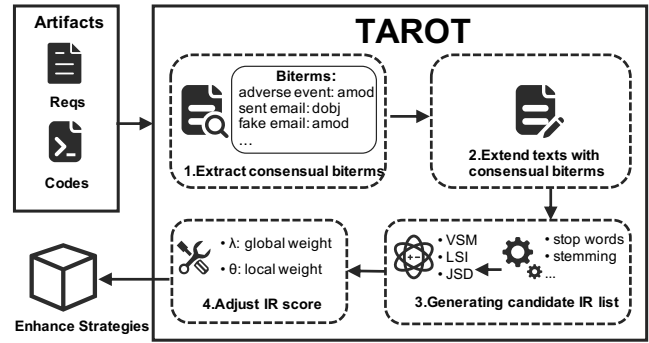 Artifacts
Reqs
Codes
TAROT
Biterms:
adverse event: amod
sent email: dobj
fake email: amod
...
1.Extract consensual biterms
2.Extend texts with
consensual biterms
• VSM
• LSI
• JSD
• stop words
• stemming
...
3.Generating candidate IR list
• λ: global weight
• θ: local weight
4.Adjust IR score
Enhance Strategies